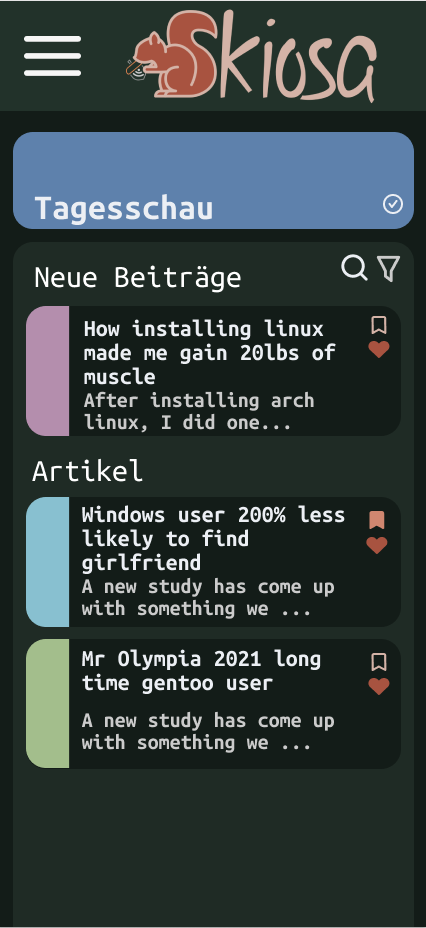 Skiosa
Tagesschau
Neue Beiträge
How installing linux
made me gain 20lbs of
muscle
After installing arch
linux, I did one...
Artikel
Windows user 200% less
likely to find
girlfriend
A new study has come up
with something we ...
Mr Olympia 2021 long
time gentoo user
A new study has come up
with something we ...